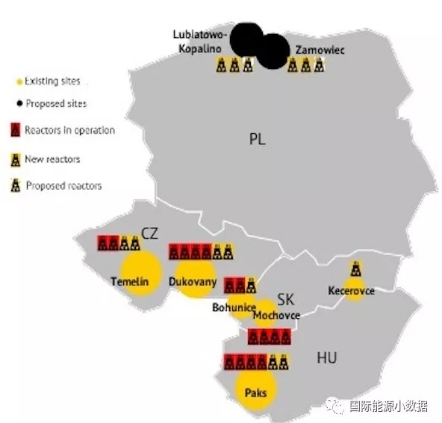 Lubiatowo-
Kopalino
Zarnowiec
Existing sites
Proposed sites
Reactors in operation
New reactors
Proposed reactors
PL
CZ
Temelin
Dukovany
Bohunice
SK
Mochovce
Kecerovce
HU
Paks
国际能源小数据